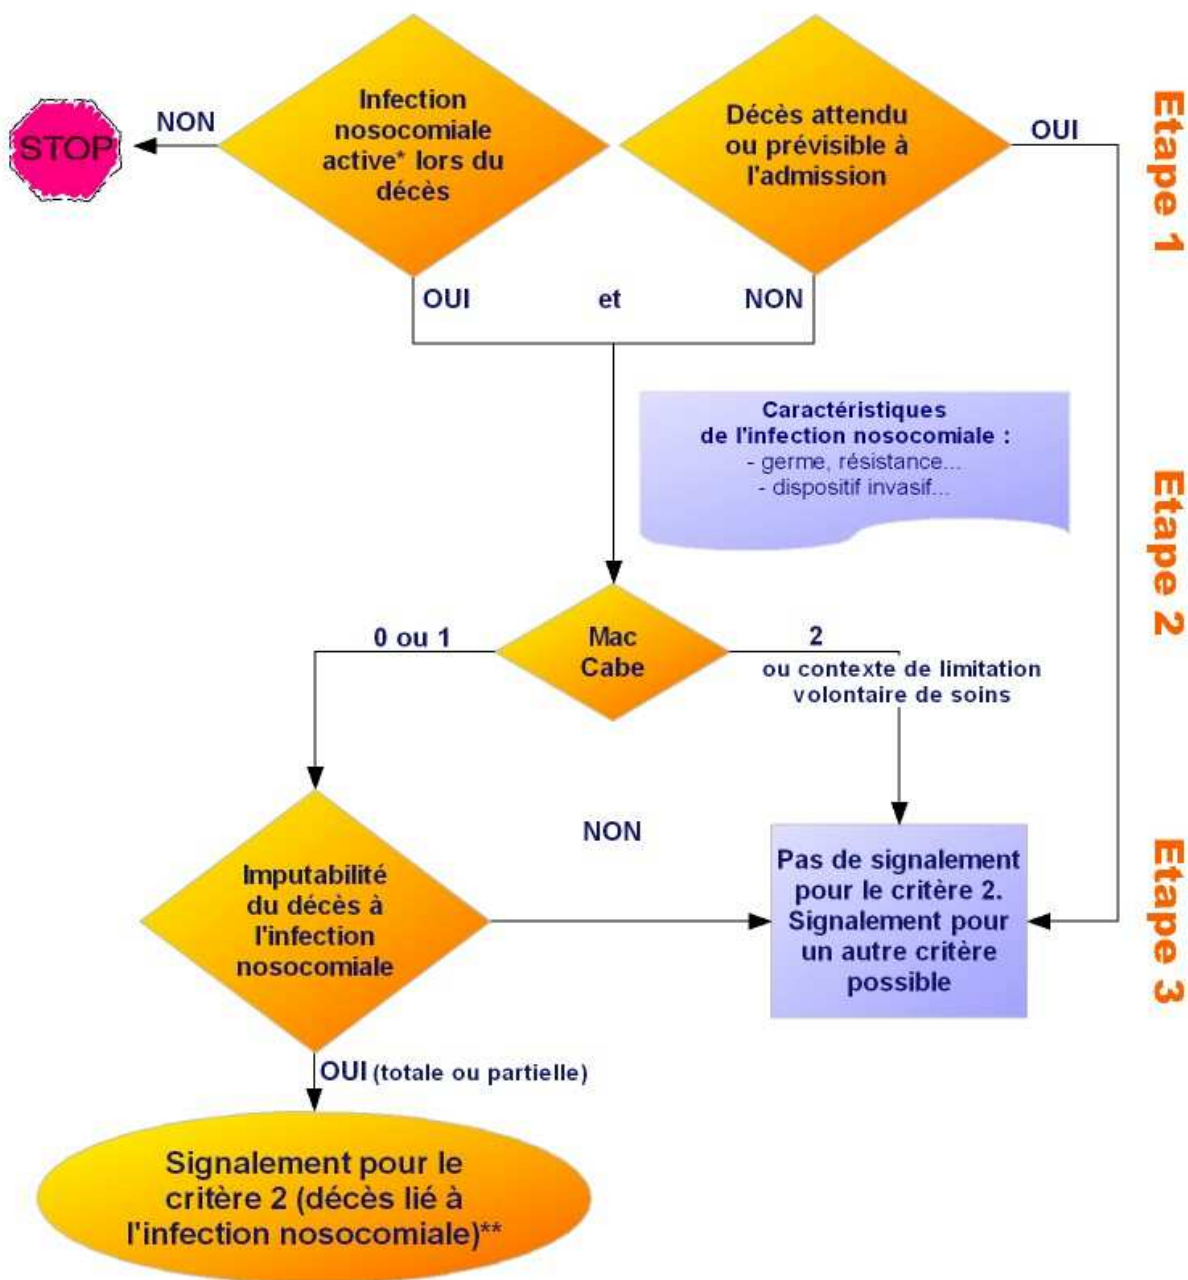 Infection
nosocomiale
active* lors du
décès
Décès attendu
ou prévisible à
l'admission
STOP
NON
OUI
OUI
et
NON
Etape 1
Caractéristiques
de l'infection nosocomiale :
- germe, résistance...
- dispositif invasif...
Etape 2
Mac
Cabe
0 ou 1
2
ou contexte de limitation
volontaire de soins
NON
Imputabilité
du décès à
l'infection
nosocomiale
Pas de signalement
pour le critère 2.
Signalement pour
un autre critère
possible
Etape 3
OUI (totale ou partielle)
Signalement pour le
critère 2 (décès lié à
l'infection nosocomiale)**